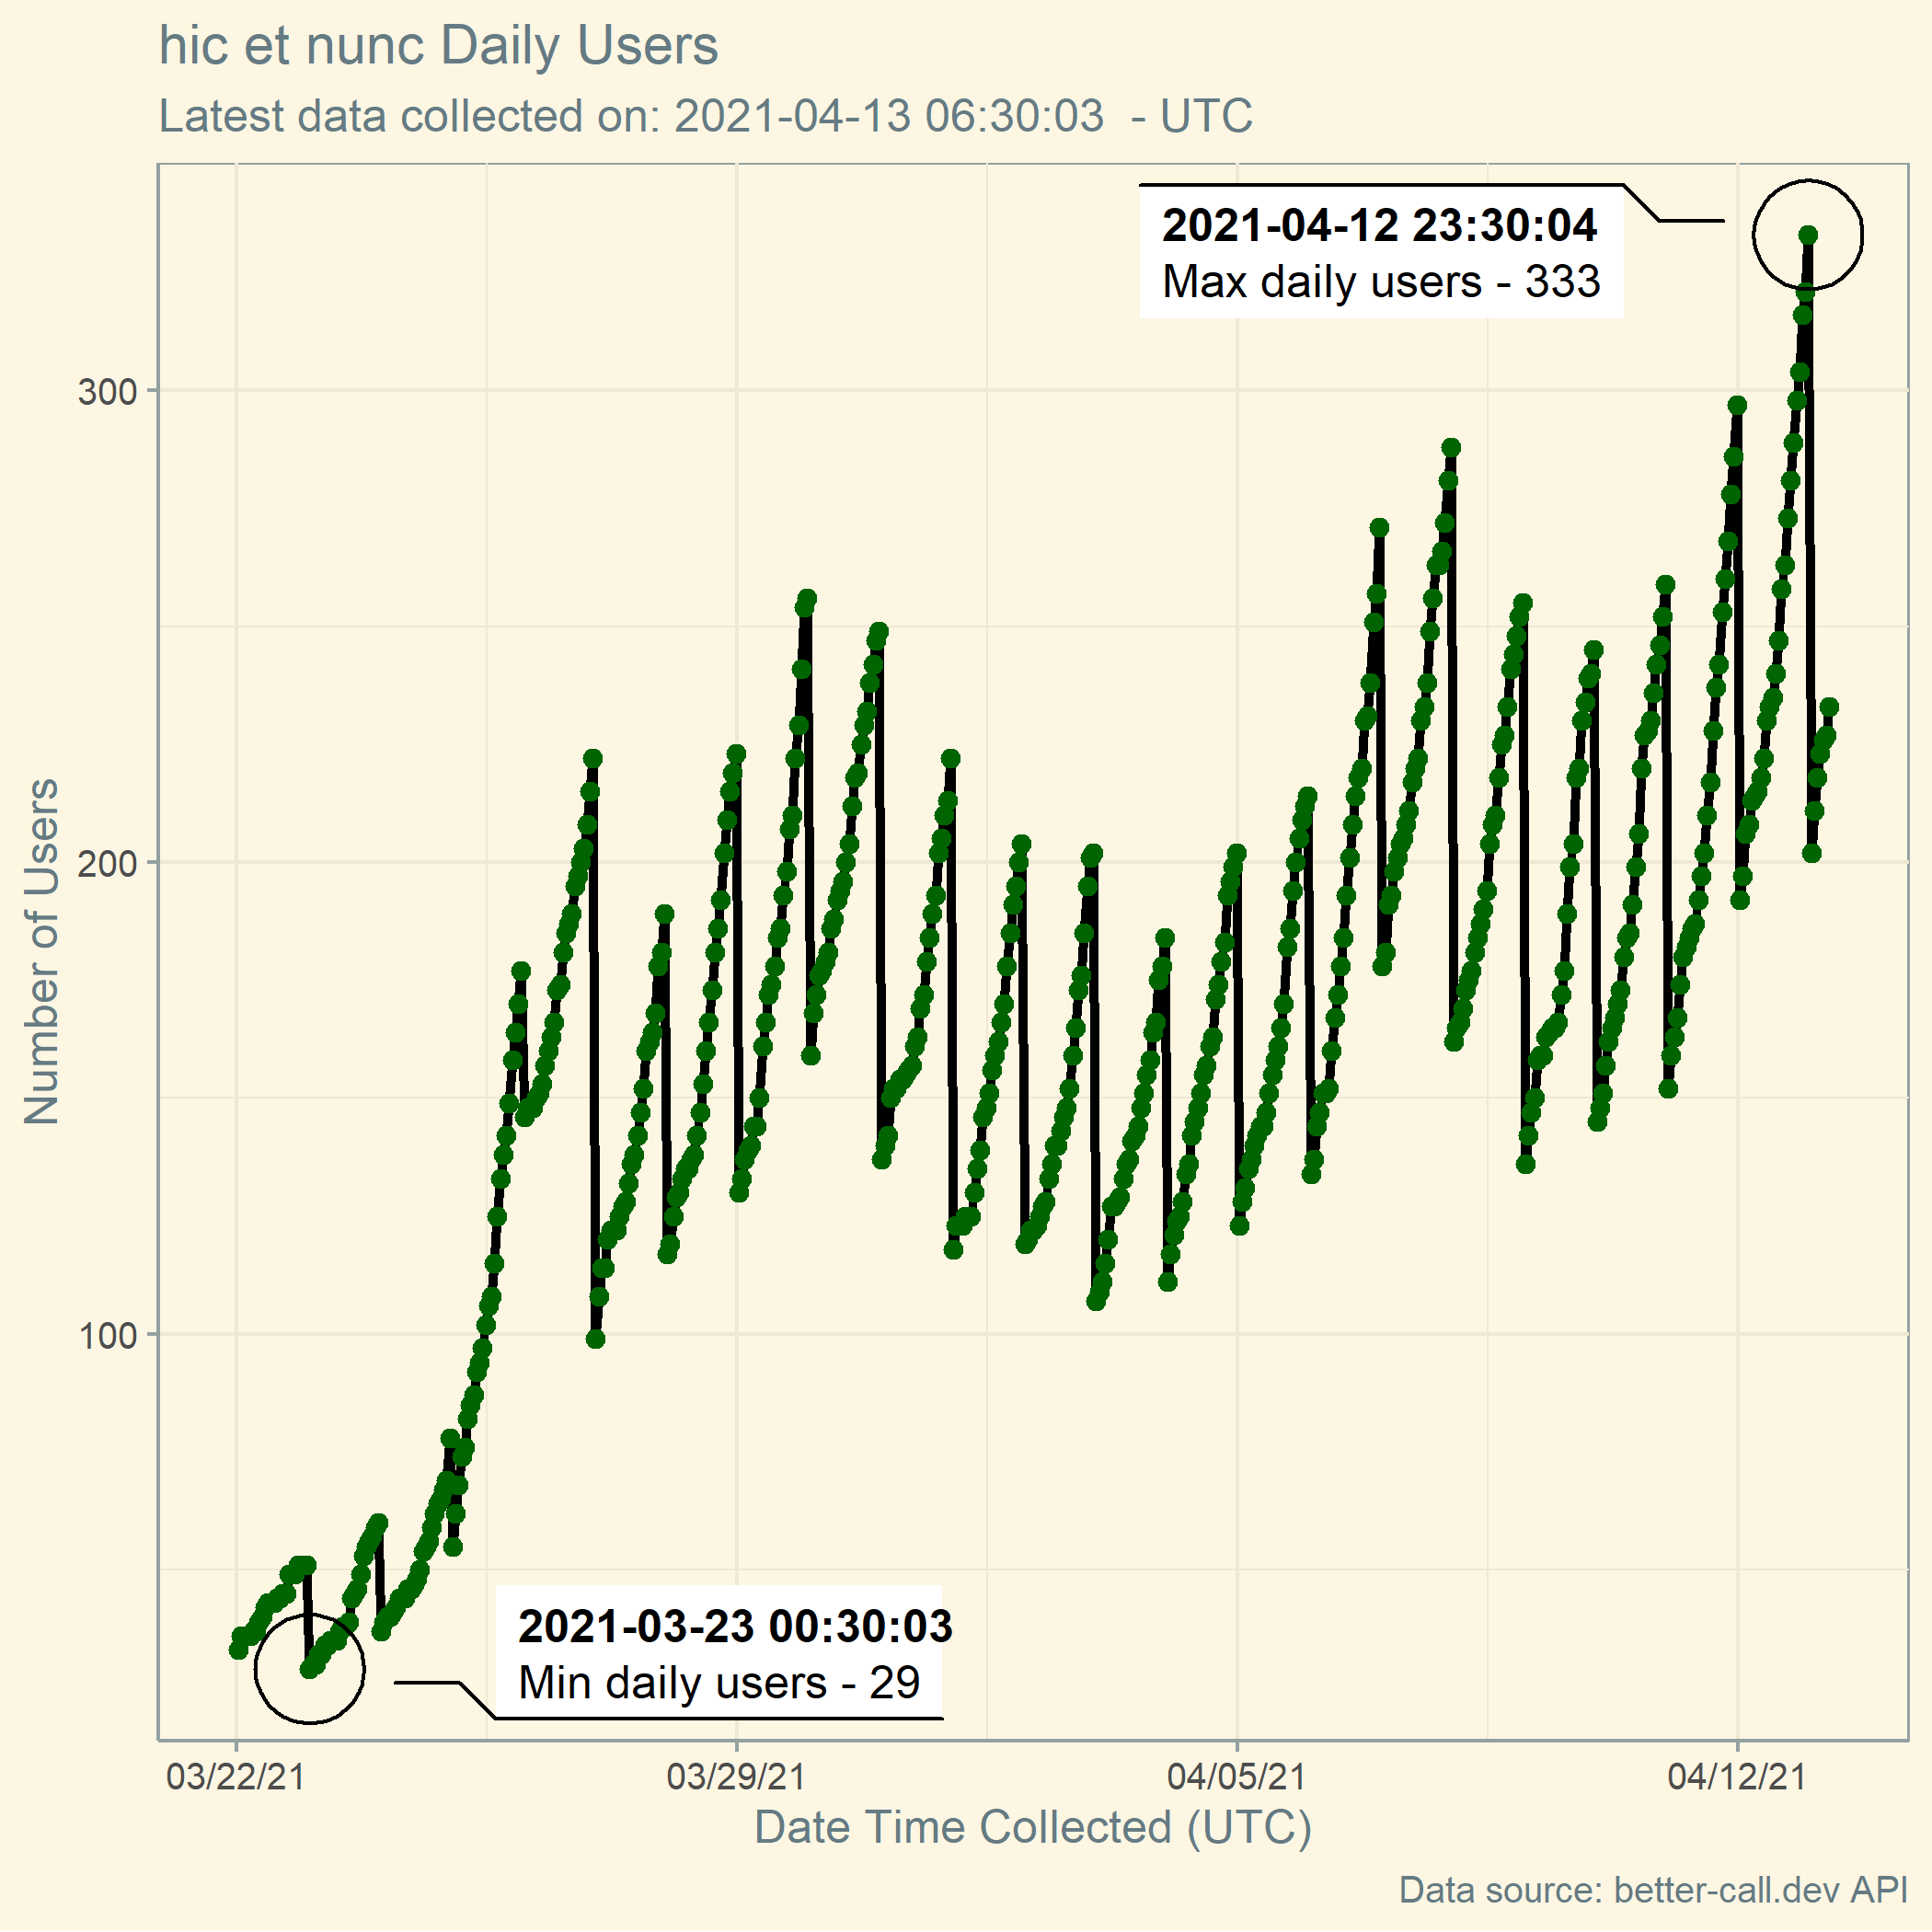 hic et nunc Daily Users
Latest data collected on: 2021-04-13 06:30:03  - UTC
2021-04-12 23:30:04
Max daily users - 333
300
200
100
Number of Users
2021-03-23 00:30:03
Min daily users - 29
03/22/21 03/29/21 04/05/21 04/12/21
Date Time Collected (UTC)
Data source: better-call.dev API